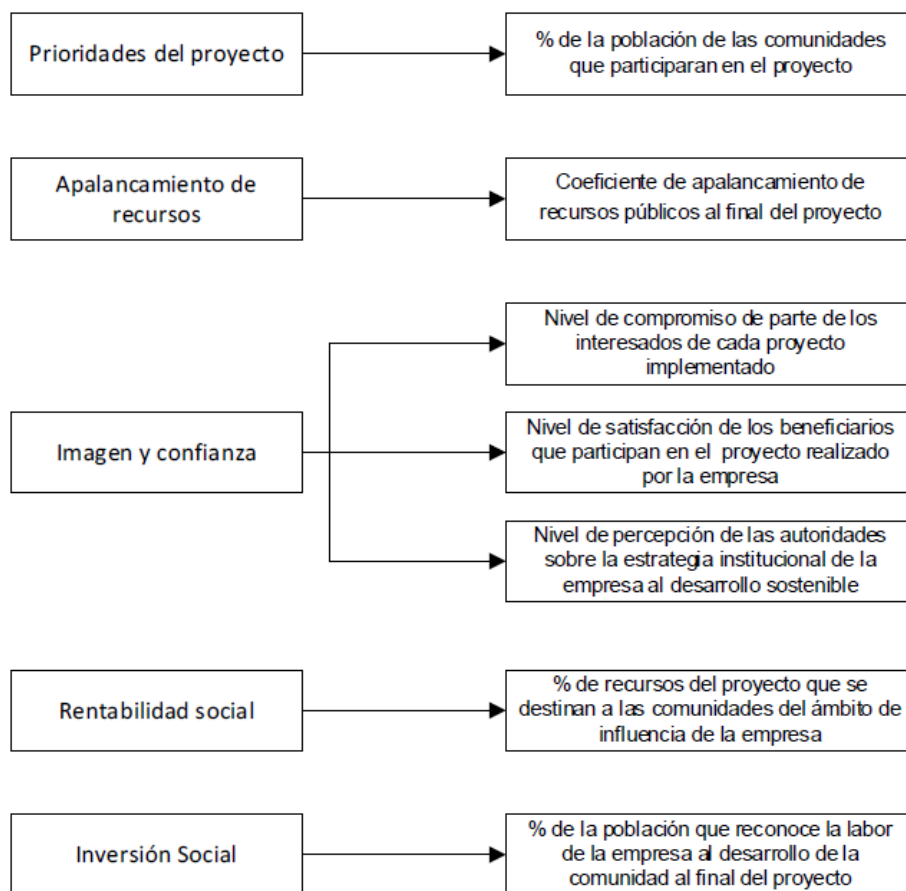 Prioridades del proyecto
% de la población de las comunidades
que participaran en el proyecto
Apalancamiento de
recursos
Coeficiente de apalancamiento de
recursos públicos al final del proyecto
Nivel de compromiso de parte de los
interesados de cada proyecto
implementado
Imagen y confianza
Nivel de satisfacción de los beneficiarios
que participan en el proyecto realizado
por la empresa
Nivel de percepción de las autoridades
sobre la estrategia institucional de la
empresa al desarrollo sostenible
Rentabilidad social
% de recursos del proyecto que se
destinan a las comunidades del ámbito de
influencia de la empresa
Inversión Social
% de la población que reconoce la labor
de la empresa al desarrollo de la
comunidad al final del proyecto